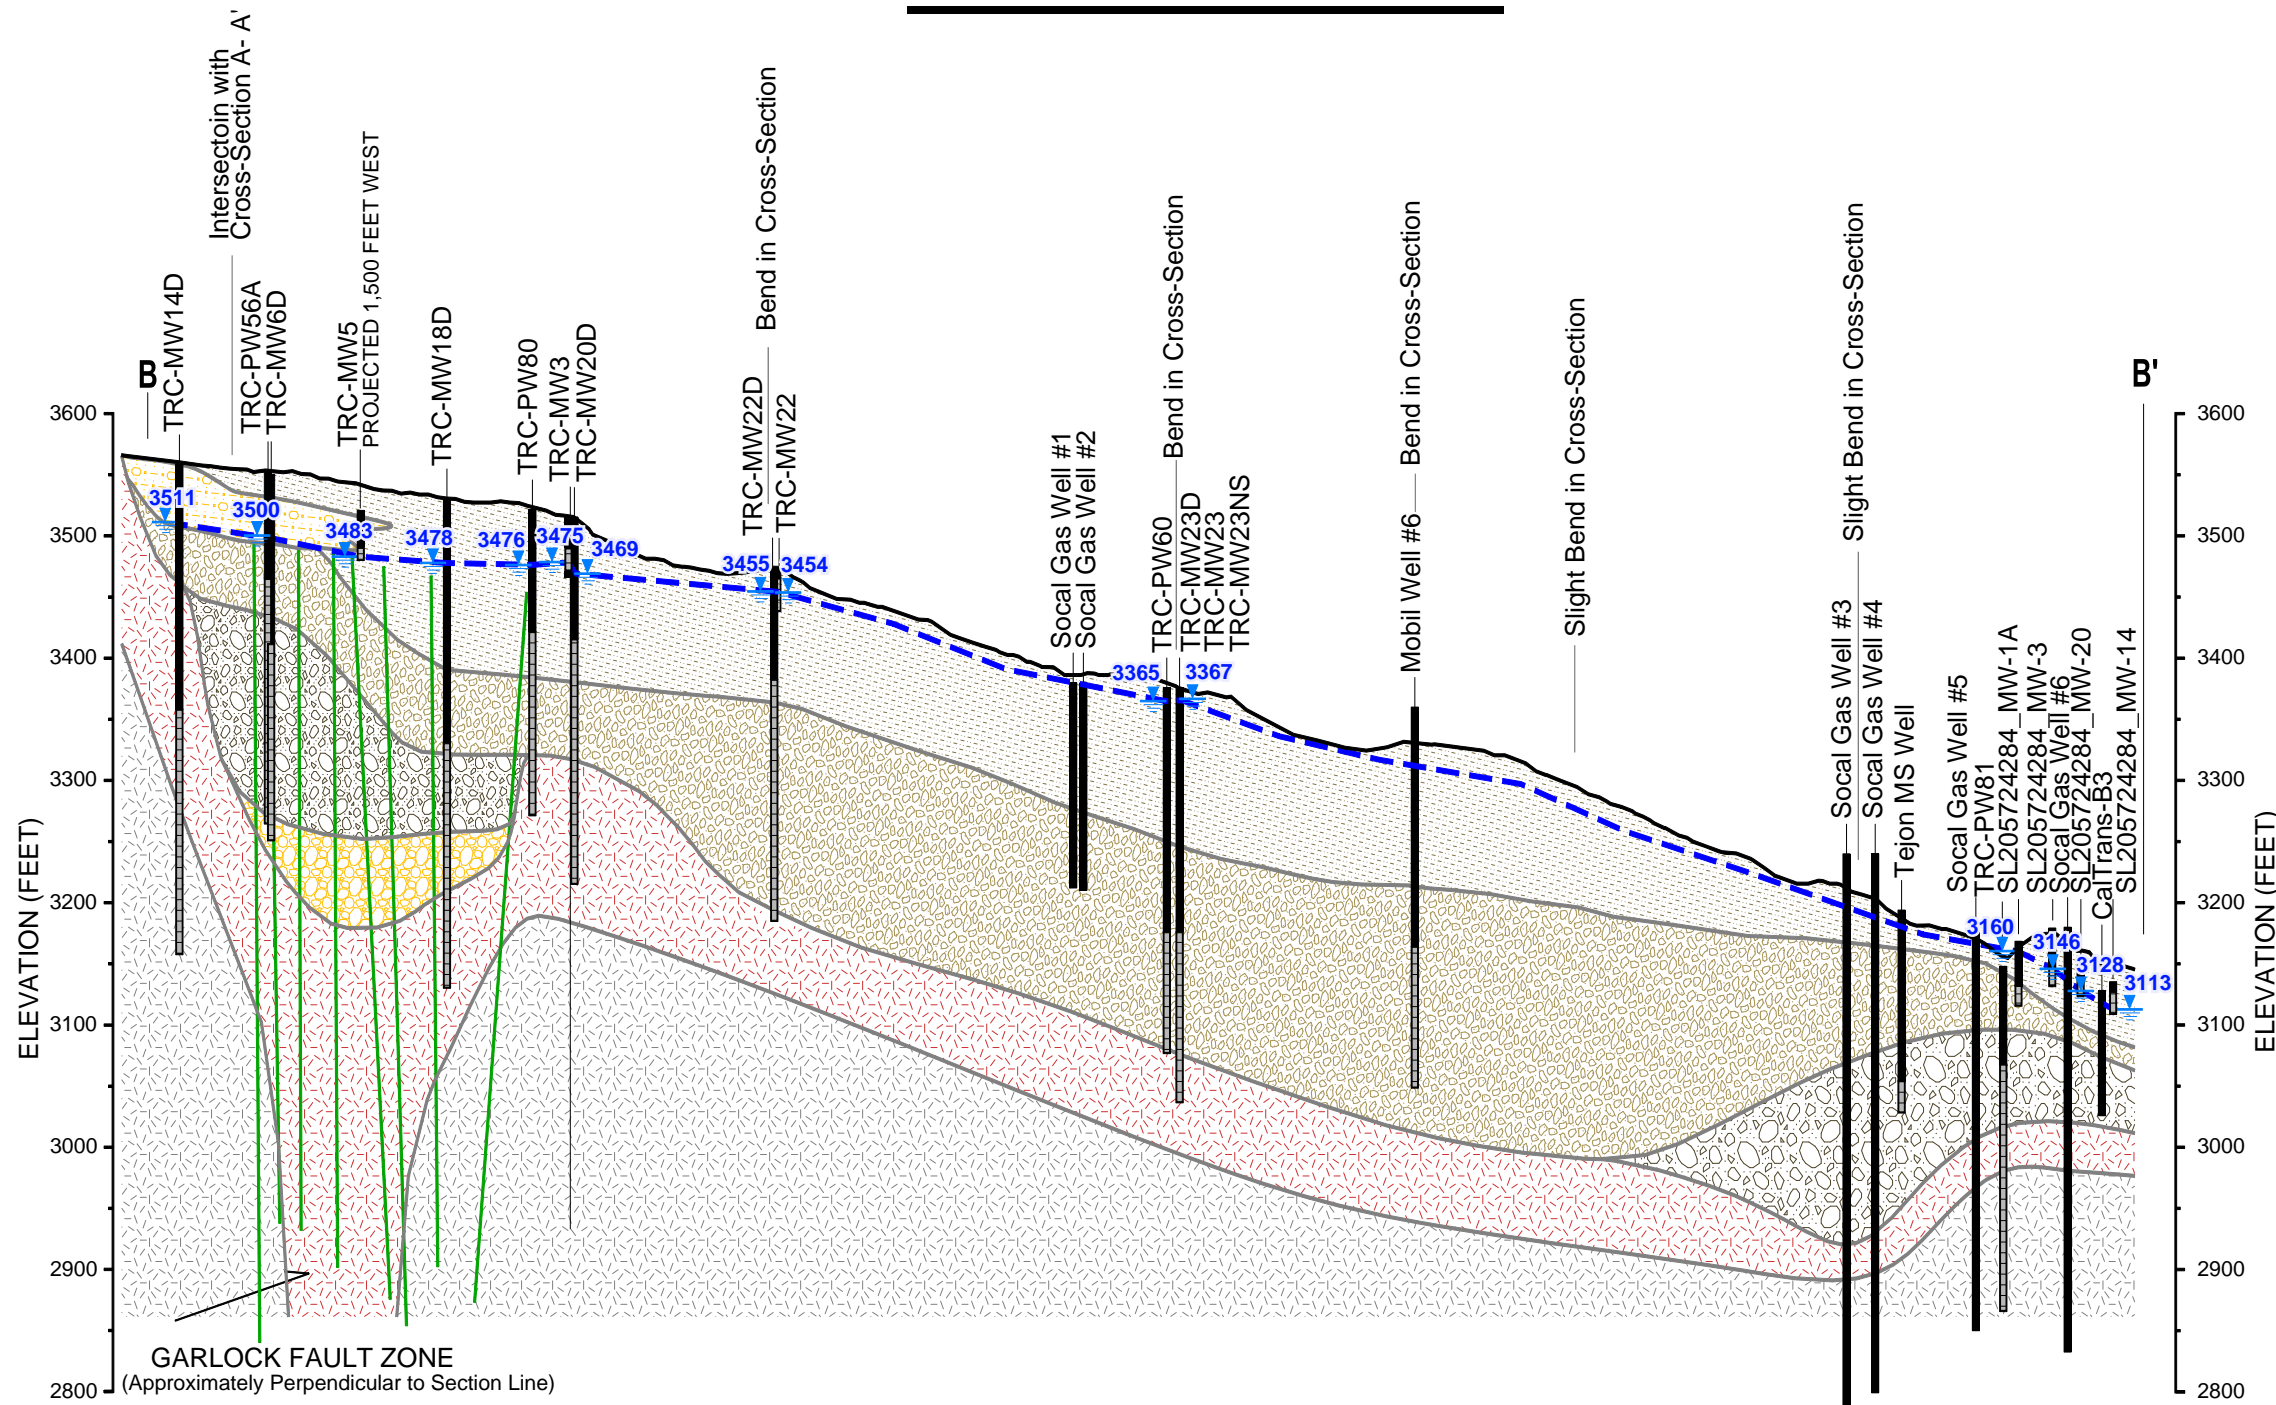 Intersectoin with
Cross-Section A- A'
B
TRC-MW14D
TRC-PW56A
TRC-MW6D
TRC-MW5
PROJECTED 1,500 FEET WEST
TRC-MW18D
TRC-PW80
TRC-MW3
TRC-MW20D
TRC-MW22D
Bend in Cross-Section
TRC-MW22
Socal Gas Well #1
Socal Gas Well #2
TRC-PW60
Bend in Cross-Section
TRC-MW23D
TRC-MW23
TRC-MW23NS
Mobil Well #6
Bend in Cross-Section
Slight Bend in Cross-Section
Socal Gas Well #3
Slight Bend in Cross-Section
Socal Gas Well #4
Tejon MS Well
Socal Gas Well #5
TRC-PW81
SL205724284_MW-1A
SL205724284_MW-3
Socal Gas Well #6
SL205724284_MW-20
CalTrans-B3
SL205724284_MW-14
B'
3511
3500
3483
3478
3476
3475
3469
3455
3454
3365
3367
3160
3146
3128
3113
ELEVATION (FEET)
3600
3500
3400
3300
3200
3100
3000
2900
2800
3600
3500
3400
3300
3200
3100
3000
2900
2800
ELEVATION (FEET)
GARLOCK FAULT ZONE
(Approximately Perpendicular to Section Line)